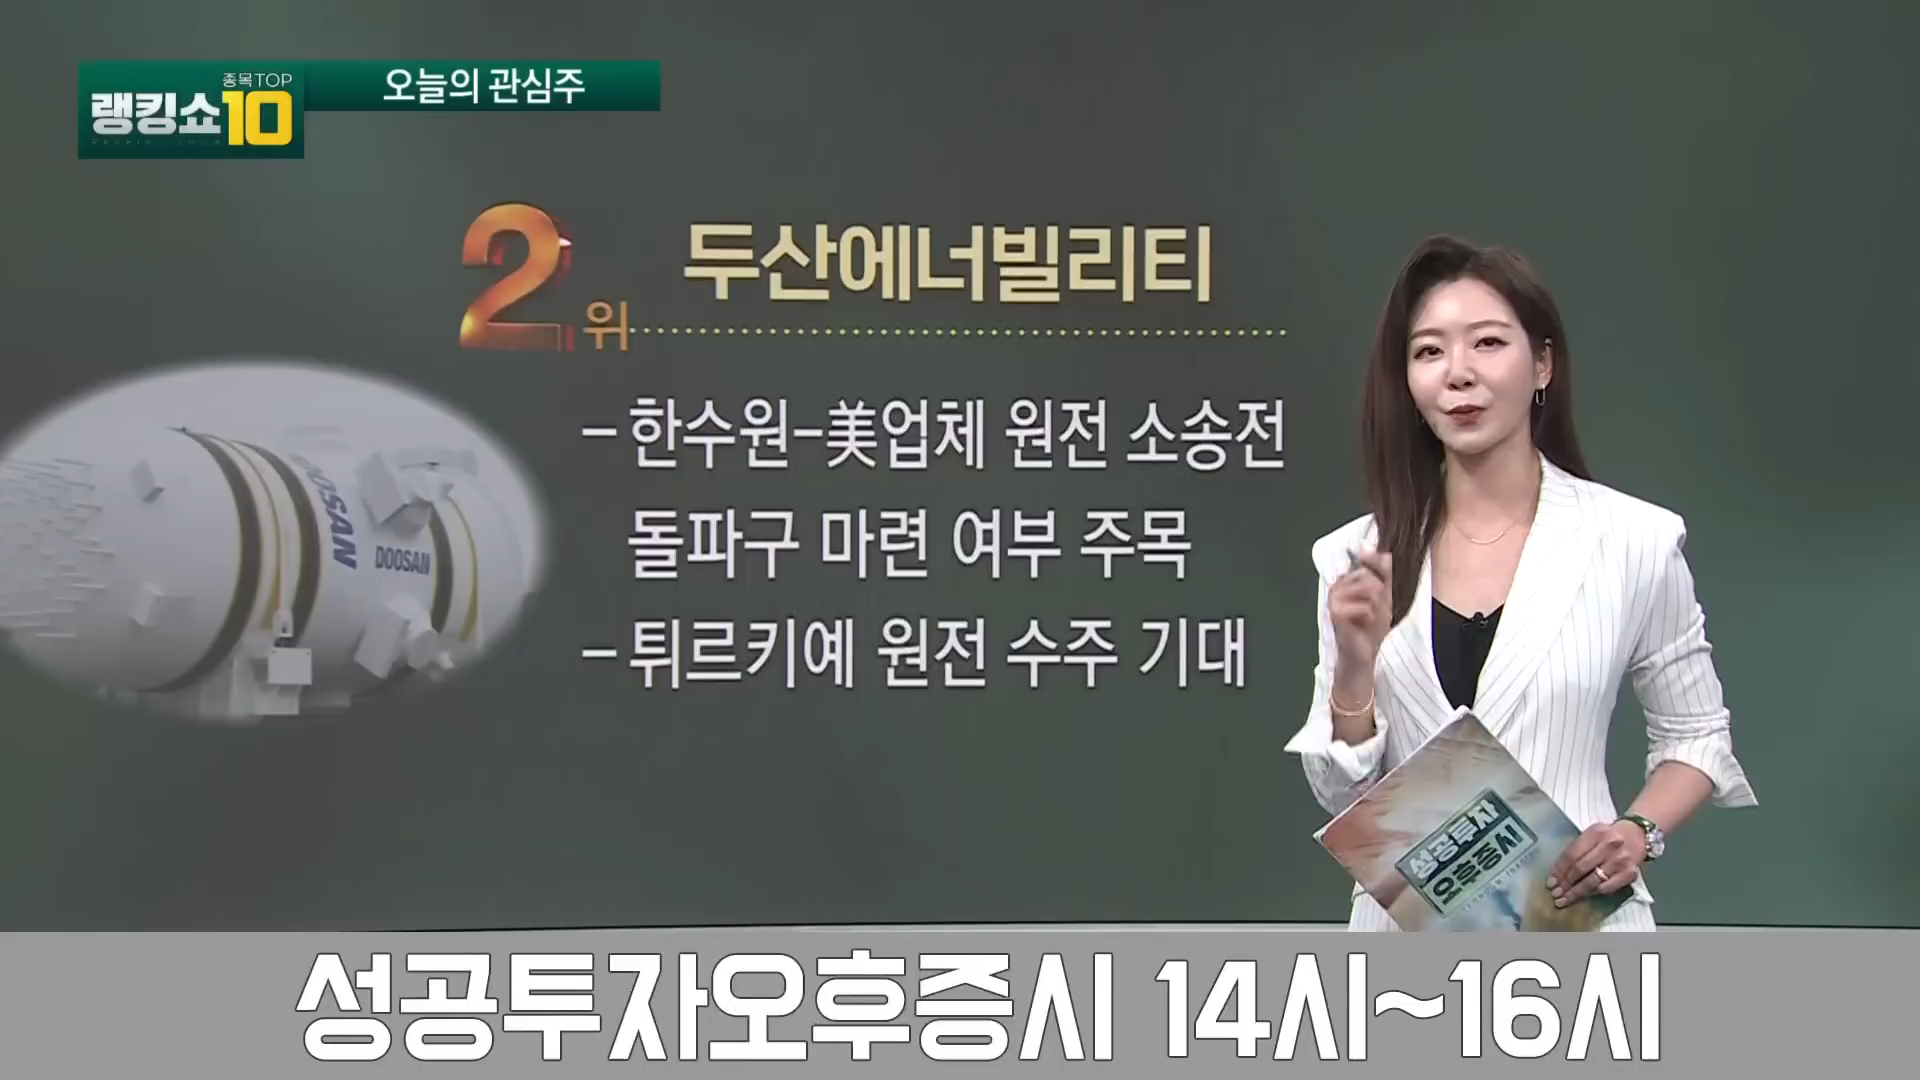 종목TOP
랭킹쇼10
오늘의 관심주
2위
두산에너빌리티
-한수원-美업체 원전 소송전
돌파구 마련 여부 주목
-튀르키예 원전 수주 기대
DOOSAN
DOOSAN
성공투자
오후증시
성공투자오후증시 14시~16시